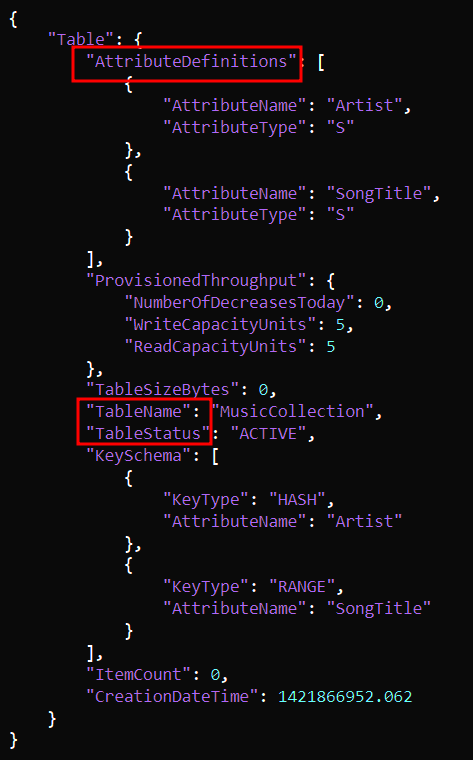 {
    "Table": {
        "AttributeDefinitions": [
            {
                "AttributeName": "Artist",
                "AttributeType": "S"
            },
            {
                "AttributeName": "SongTitle",
                "AttributeType": "S"
            }
        ],
        "ProvisionedThroughput": {
            "NumberOfDecreasesToday": 0,
            "WriteCapacityUnits": 5,
            "ReadCapacityUnits": 5
        },
        "TableSizeBytes": 0,
        "TableName": "MusicCollection",
        "TableStatus": "ACTIVE",
        "KeySchema": [
            {
                "KeyType": "HASH",
                "AttributeName": "Artist"
            },
            {
                "KeyType": "RANGE",
                "AttributeName": "SongTitle"
            }
        ],
        "ItemCount": 0,
        "CreationDateTime": 1421866952.062
    }
}